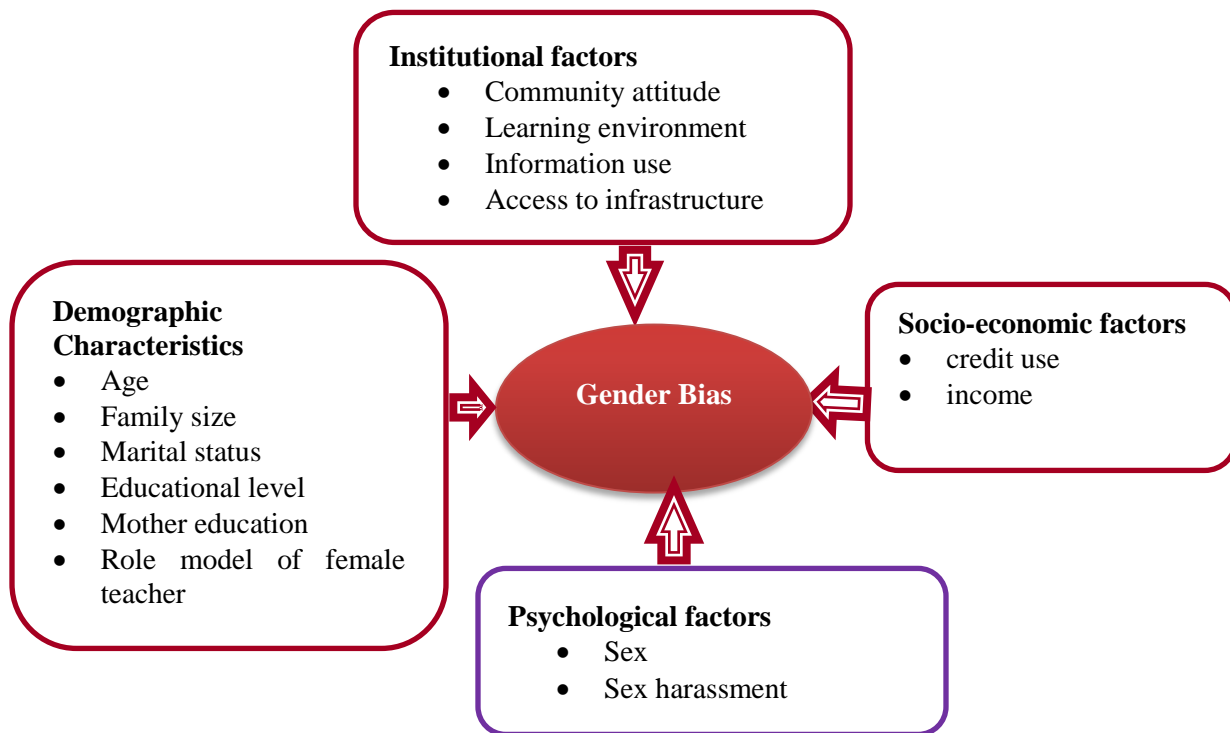 Institutional factors
• Community attitude
• Learning environment
• Information use
• Access to infrastructure
Demographic
Characteristics
• Age
• Family size
• Marital status
• Educational level
• Mother education
• Role model of female
teacher
Gender Bias
Socio-economic factors
• credit use
• income
Psychological factors
• Sex
• Sex harassment